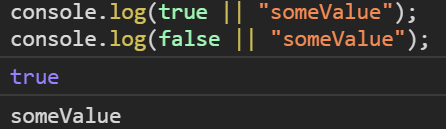 console.log(true || "someValue");
console.log(false || "someValue");
true
someValue